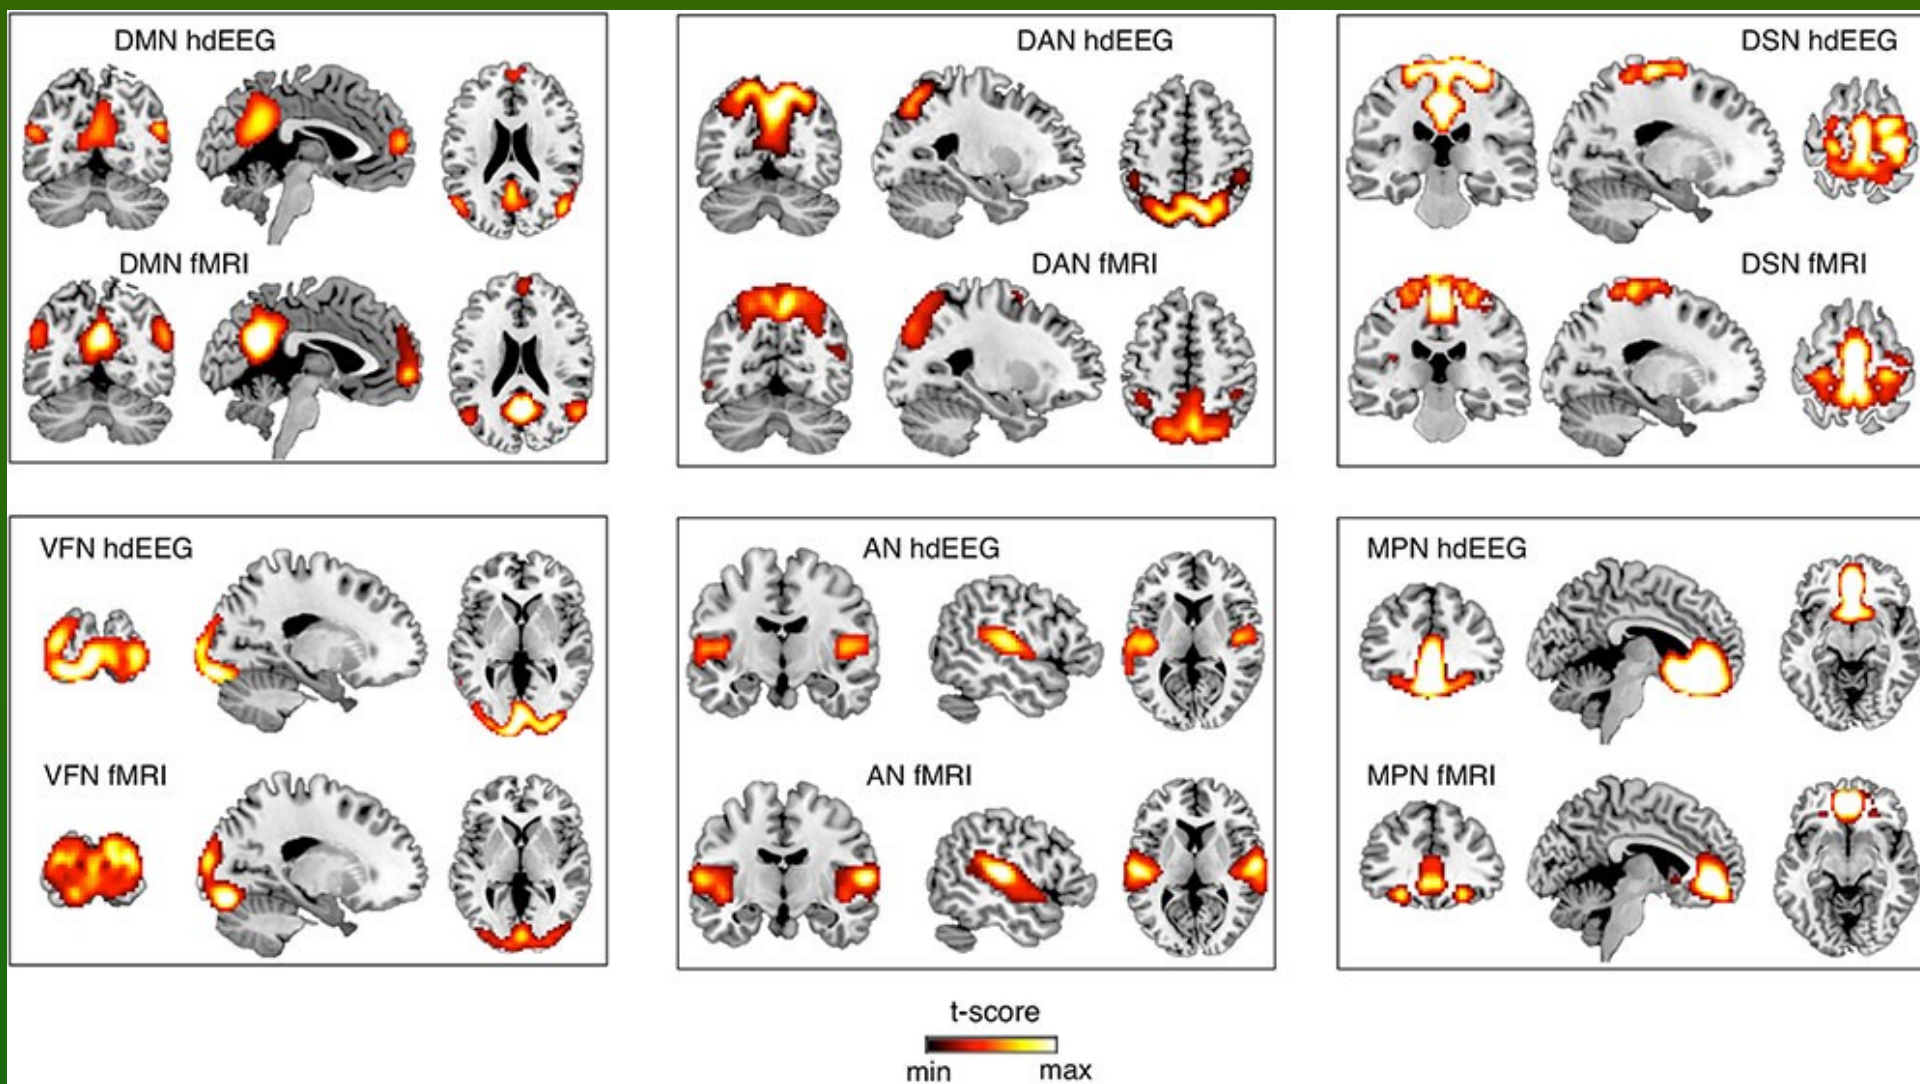 DMN hdEEG
DMN fMRI
DAN hdEEG
DAN fMRI
DSN hdEEG
DSN fMRI
VFN hdEEG
VFN fMRI
AN hdEEG
AN fMRI
MPN hdEEG
MPN fMRI
t-score
min max